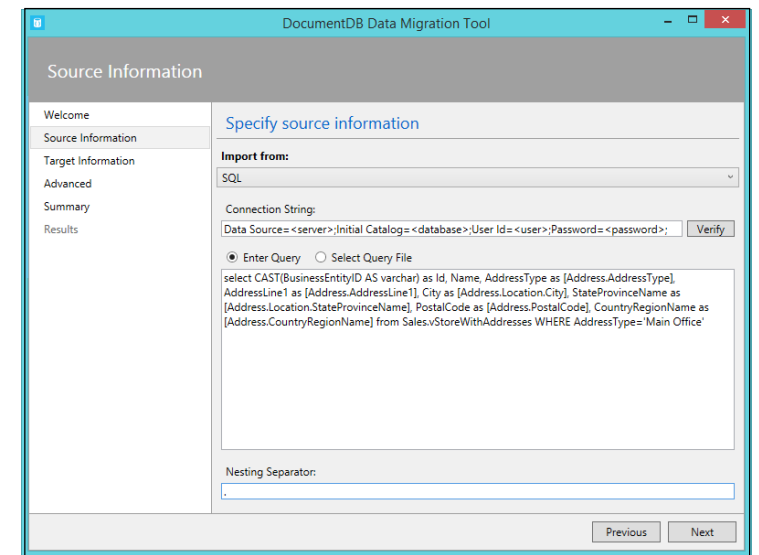 DocumentDB Data Migration Tool
Source Information
Welcome
Source Information
Target Information
Advanced
Summary
Results
Specify source information
Import from:
SQL
Connection String:
Data Source=<server>;Initial Catalog=<database>;User Id=<user>;Password=<password>;
Verify
Enter Query
Select Query File
select CAST(BusinessEntityID AS varchar) as Id, Name, AddressType as [Address.AddressType],
AddressLine1 as [Address.AddressLine1], City as [Address.Location.City], StateProvinceName as
[Address.Location.StateProvinceName], PostalCode as [Address.PostalCode], CountryRegionName as
[Address.CountryRegionName] from Sales.vStoreWithAddresses WHERE AddressType='Main Office'
Nesting Separator:
.
Previous
Next